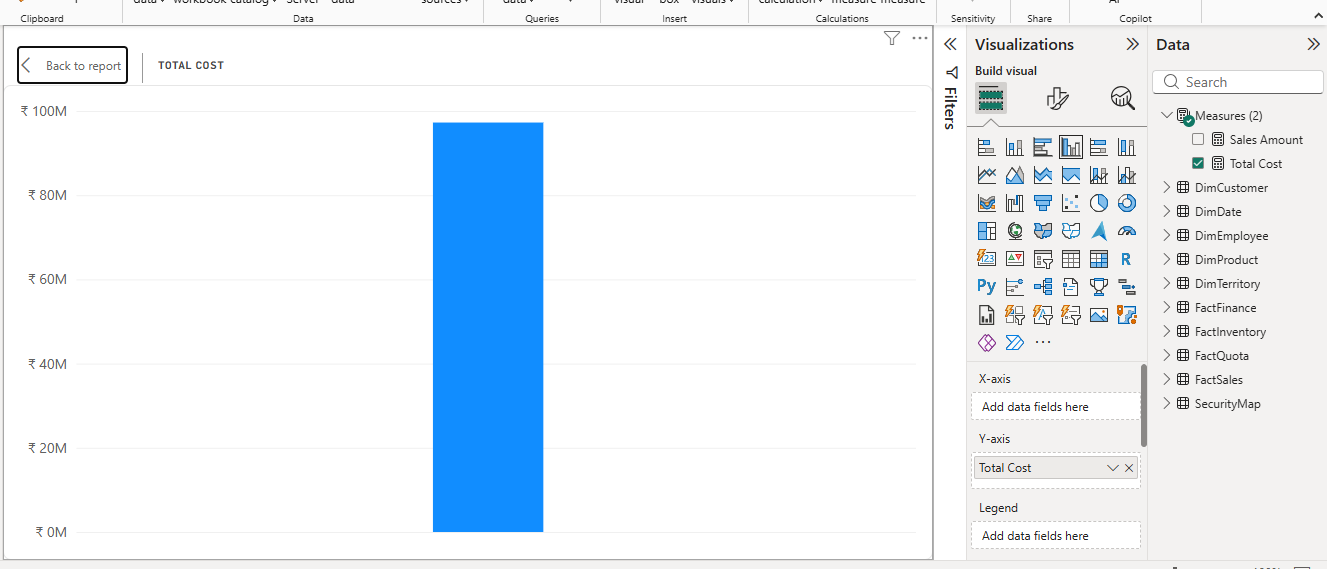 Clipboard
Data
Queries
Insert
Calculations
Sensitivity
Share
Copilot
Back to report
TOTAL COST
₹ 100M
₹ 80M
₹ 60M
₹ 40M
₹ 20M
₹ 0M
Filters
Visualizations
Build visual
123
R
Py
X-axis
Add data fields here
Y-axis
Total Cost
Legend
Add data fields here
Data
Search
Measures (2)
Sales Amount
Total Cost
DimCustomer
DimDate
DimEmployee
DimProduct
DimTerritory
FactFinance
FactInventory
FactQuota
FactSales
SecurityMap